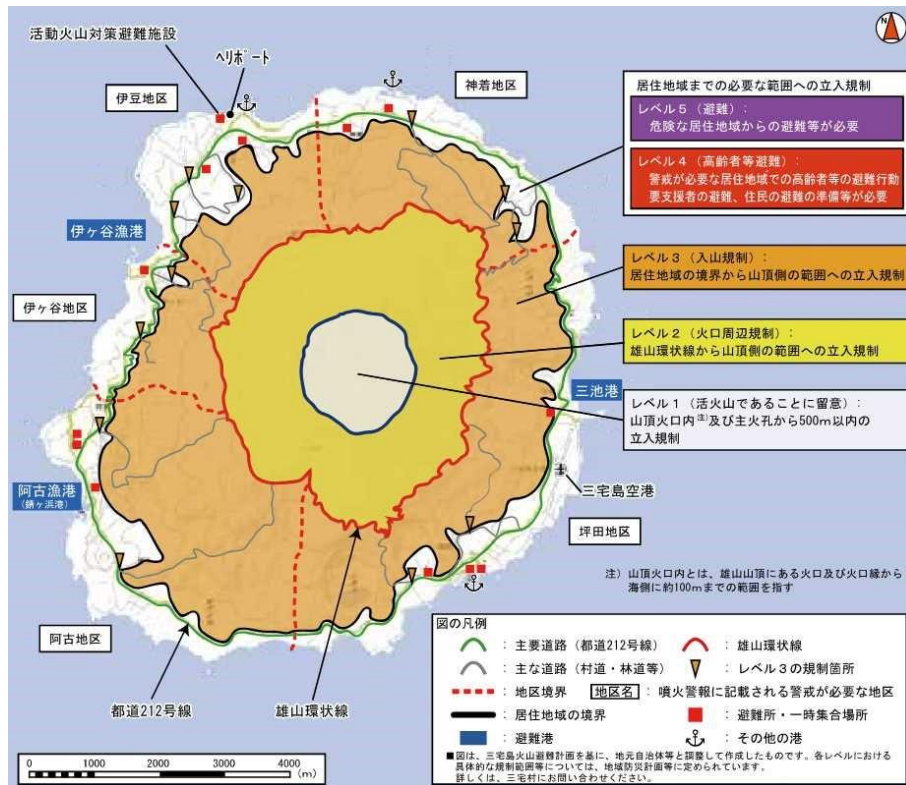 活動火山対策避難施設
ヘリポート
N
伊豆地区
神着地区
居住地域までの必要な範囲への立入規制
レベル5（避難）：
危険な居住地域からの避難等が必要
レベル4（高齢者等避難）：
警戒が必要な居住地域での高齢者等の避難行動
要支援者の避難、住民の避難の準備等が必要
伊ヶ谷漁港
レベル3（入山規制）：
居住地域の境界から山頂側の範囲への立入規制
伊ヶ谷地区
レベル2（火口周辺規制）：
雄山環状線から山頂側の範囲への立入規制
三池港
レベル1（活火山であることに留意）：
山頂火口内注）及び主火孔から500m以内の
立入規制
阿古漁港
（錆ヶ浜港）
三宅島空港
坪田地区
注）山頂火口内とは、雄山山頂にある火口及び火口縁から
海側に約100mまでの範囲を指す
阿古地区
都道212号線
雄山環状線
図の凡例
：主要道路（都道212号線）
：雄山環状線
：主な道路（村道・林道等）
：レベル3の規制箇所
：地区境界
地区名：噴火警報に記載される警戒が必要な地区
：居住地域の境界
：避難所・一時集合場所
：避難港
：その他の港
■図は、三宅島火山避難計画を基に、地元自治体等と調整して作成したものです。各レベルにおける
具体的な規制範囲等については、地域防災計画等に定められています。
詳しくは、三宅村にお問い合わせください。
0 1000 2000 3000 4000
(m)